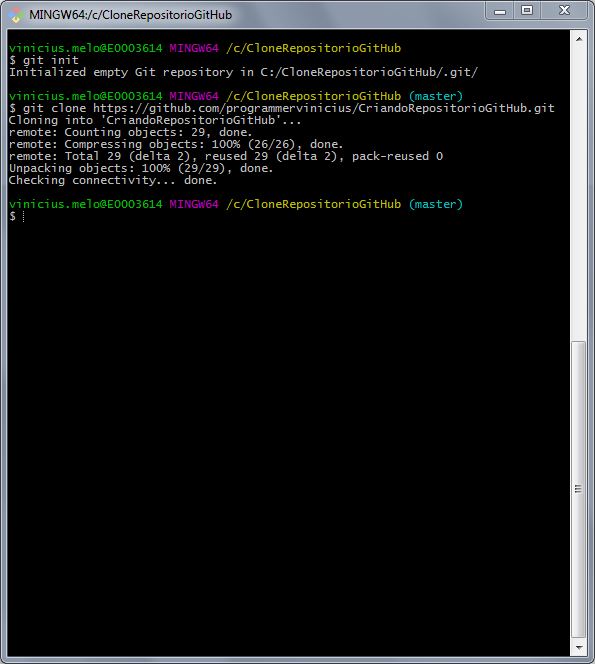 MINGW64:/c/CloneRepositorioGitHub
vinicius.melo@E0003614 MINGW64 /c/CloneRepositorioGitHub
$ git init
Initialized empty Git repository in C:/CloneRepositorioGitHub/.git/
vinicius.melo@E0003614 MINGW64 /c/CloneRepositorioGitHub (master)
$ git clone https://github.com/programmervinicius/CriandoRepositorioGitHub.git
Cloning into 'CriandoRepositorioGitHub'...
remote: Counting objects: 29, done.
remote: Compressing objects: 100% (26/26), done.
remote: Total 29 (delta 2), reused 29 (delta 2), pack-reused 0
Unpacking objects: 100% (29/29), done.
Checking connectivity... done.
vinicius.melo@E0003614 MINGW64 /c/CloneRepositorioGitHub (master)
$